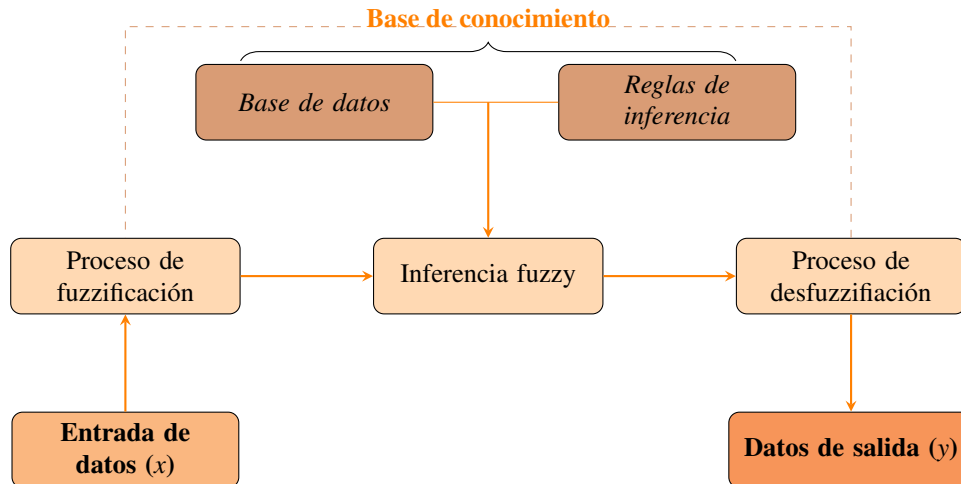 Base de conocimiento
Base de datos
Reglas de
inferencia
Proceso de
fuzzificación
Inferencia fuzzy
Proceso de
desfuzzifiación
Entrada de
datos (x)
Datos de salida (y)